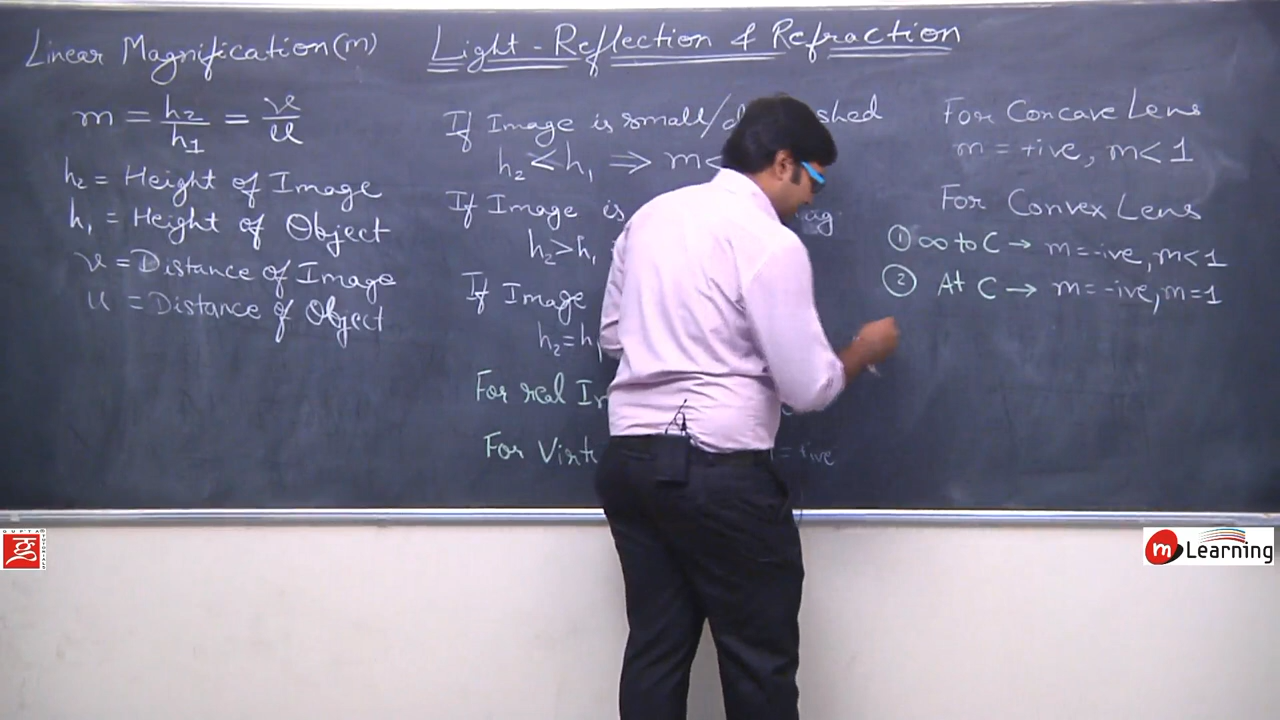 Linear Magnification(m)
Light - Reflection & Refraction
m = h₂/h₁ = v/u
h₂ = Height of Image
h₁ = Height of Object
v = Distance of Image
u = Distance of Object
If Image is small/
h₂ < h₁ ⇒ m <
If Image is
h₂ > h₁
If Image
h₂ = h₁
For real
For
= +ive
For Concave Lens
m = +ive, m < 1
For Convex Lens
① ∞ to C → m = -ive, m < 1
② At C → m = -ive, m = 1
GUPTA TUTORIALS
m Learning